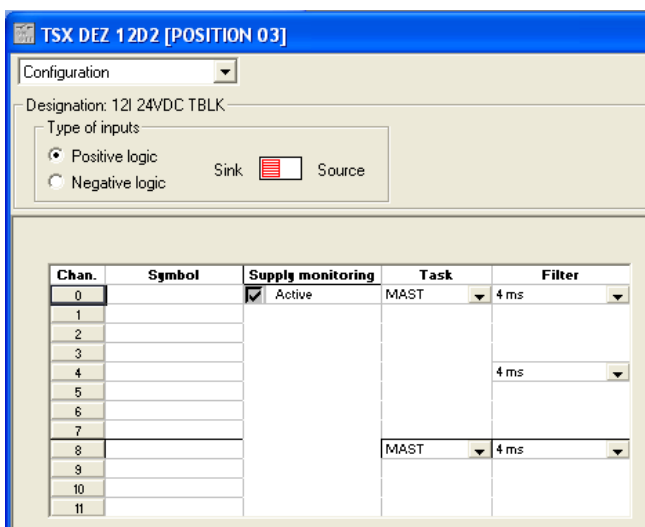 TSX DEZ 12D2 [POSITION 03]
Configuration
Designation: 12I 24VDC TBLK
Type of inputs
Positive logic
Sink Source
Negative logic
Chan. Symbol Supply monitoring Task Filter
0 Active MAST 4 ms
1
2
3
4 4 ms
5
6
7
8 MAST 4 ms
9
10
11